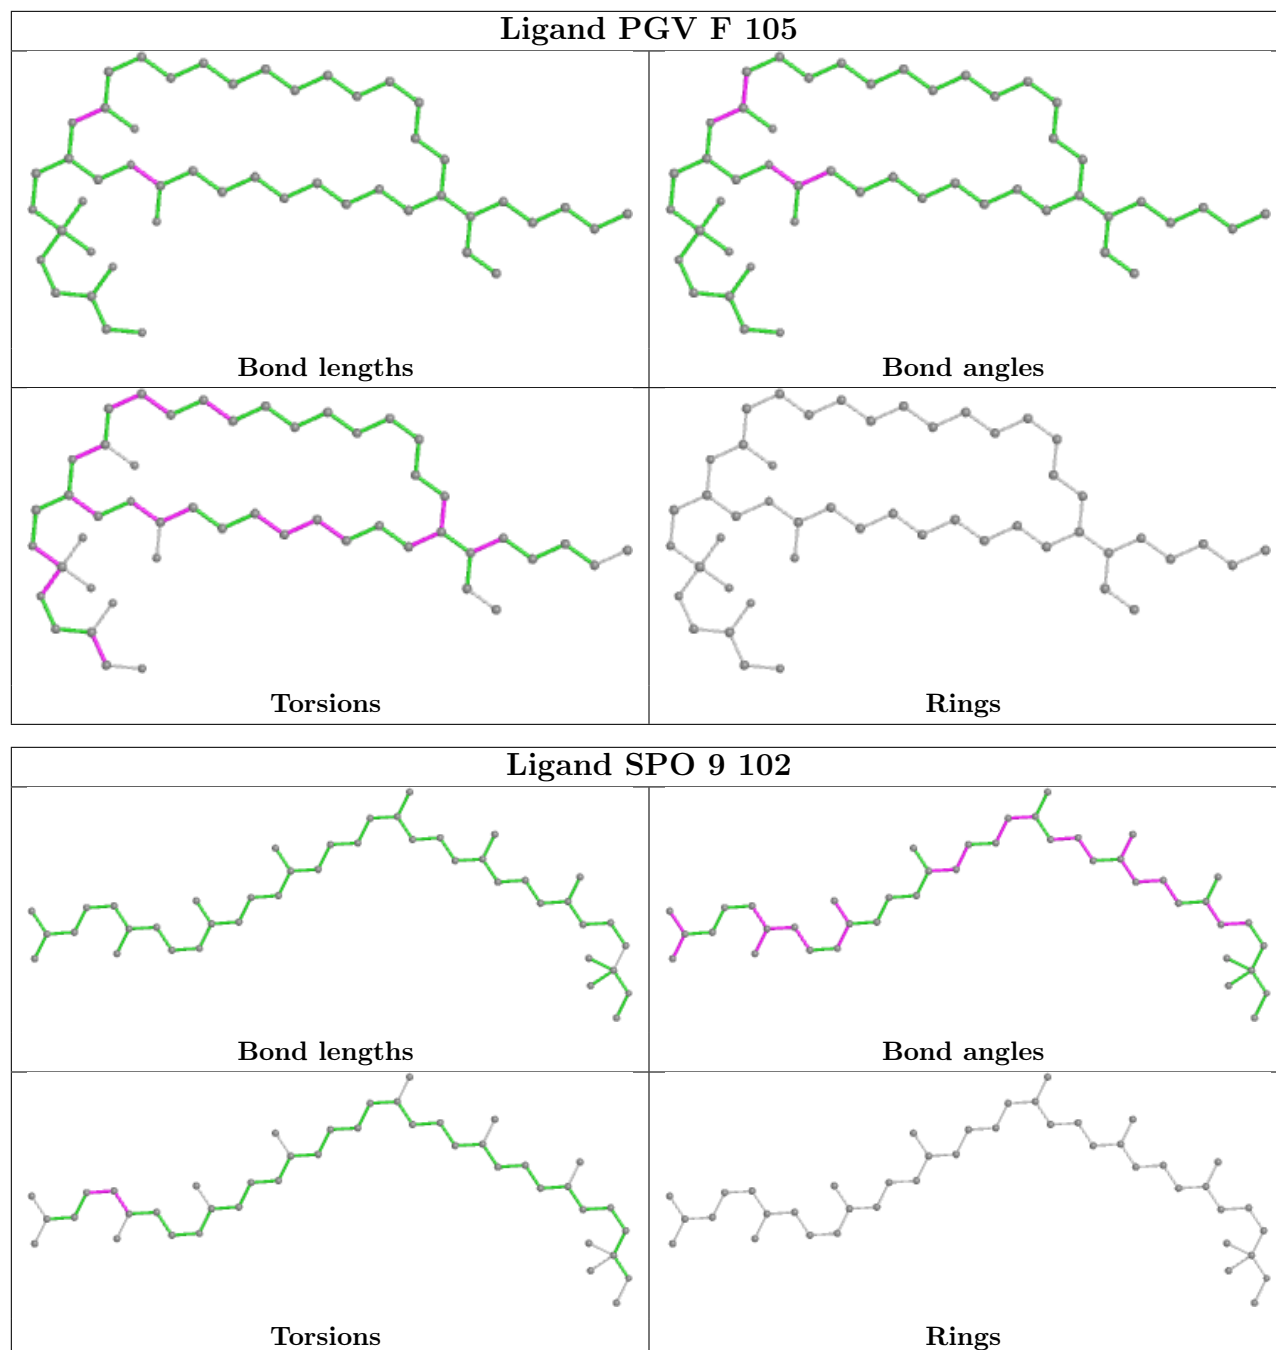 Ligand PGV F 105
Bond lengths
Bond angles
Torsions
Rings
Ligand SPO 9 102
Bond lengths
Bond angles
Torsions
Rings